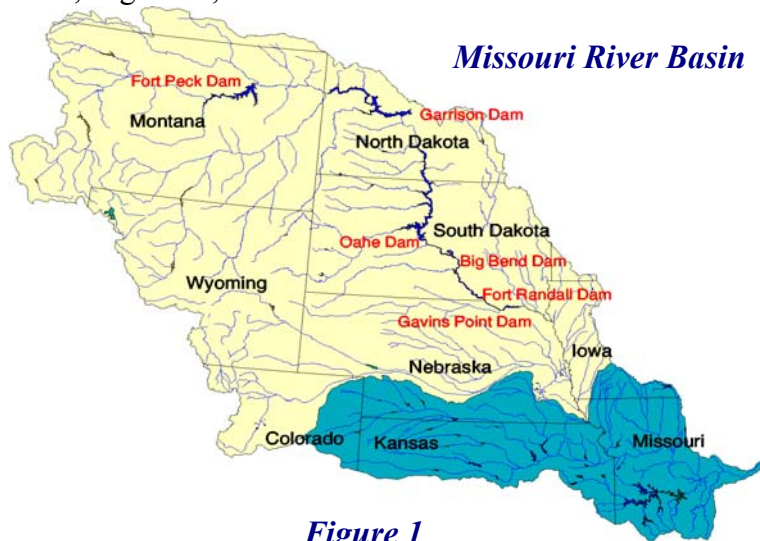 Missouri River Basin
Fort Peck Dam
Montana
Garrison Dam
North Dakota
South Dakota
Oahe Dam
Big Bend Dam
Wyoming
Fort Randall Dam
Gavins Point Dam
Iowa
Nebraska
Colorado
Kansas
Missouri
Figure 1